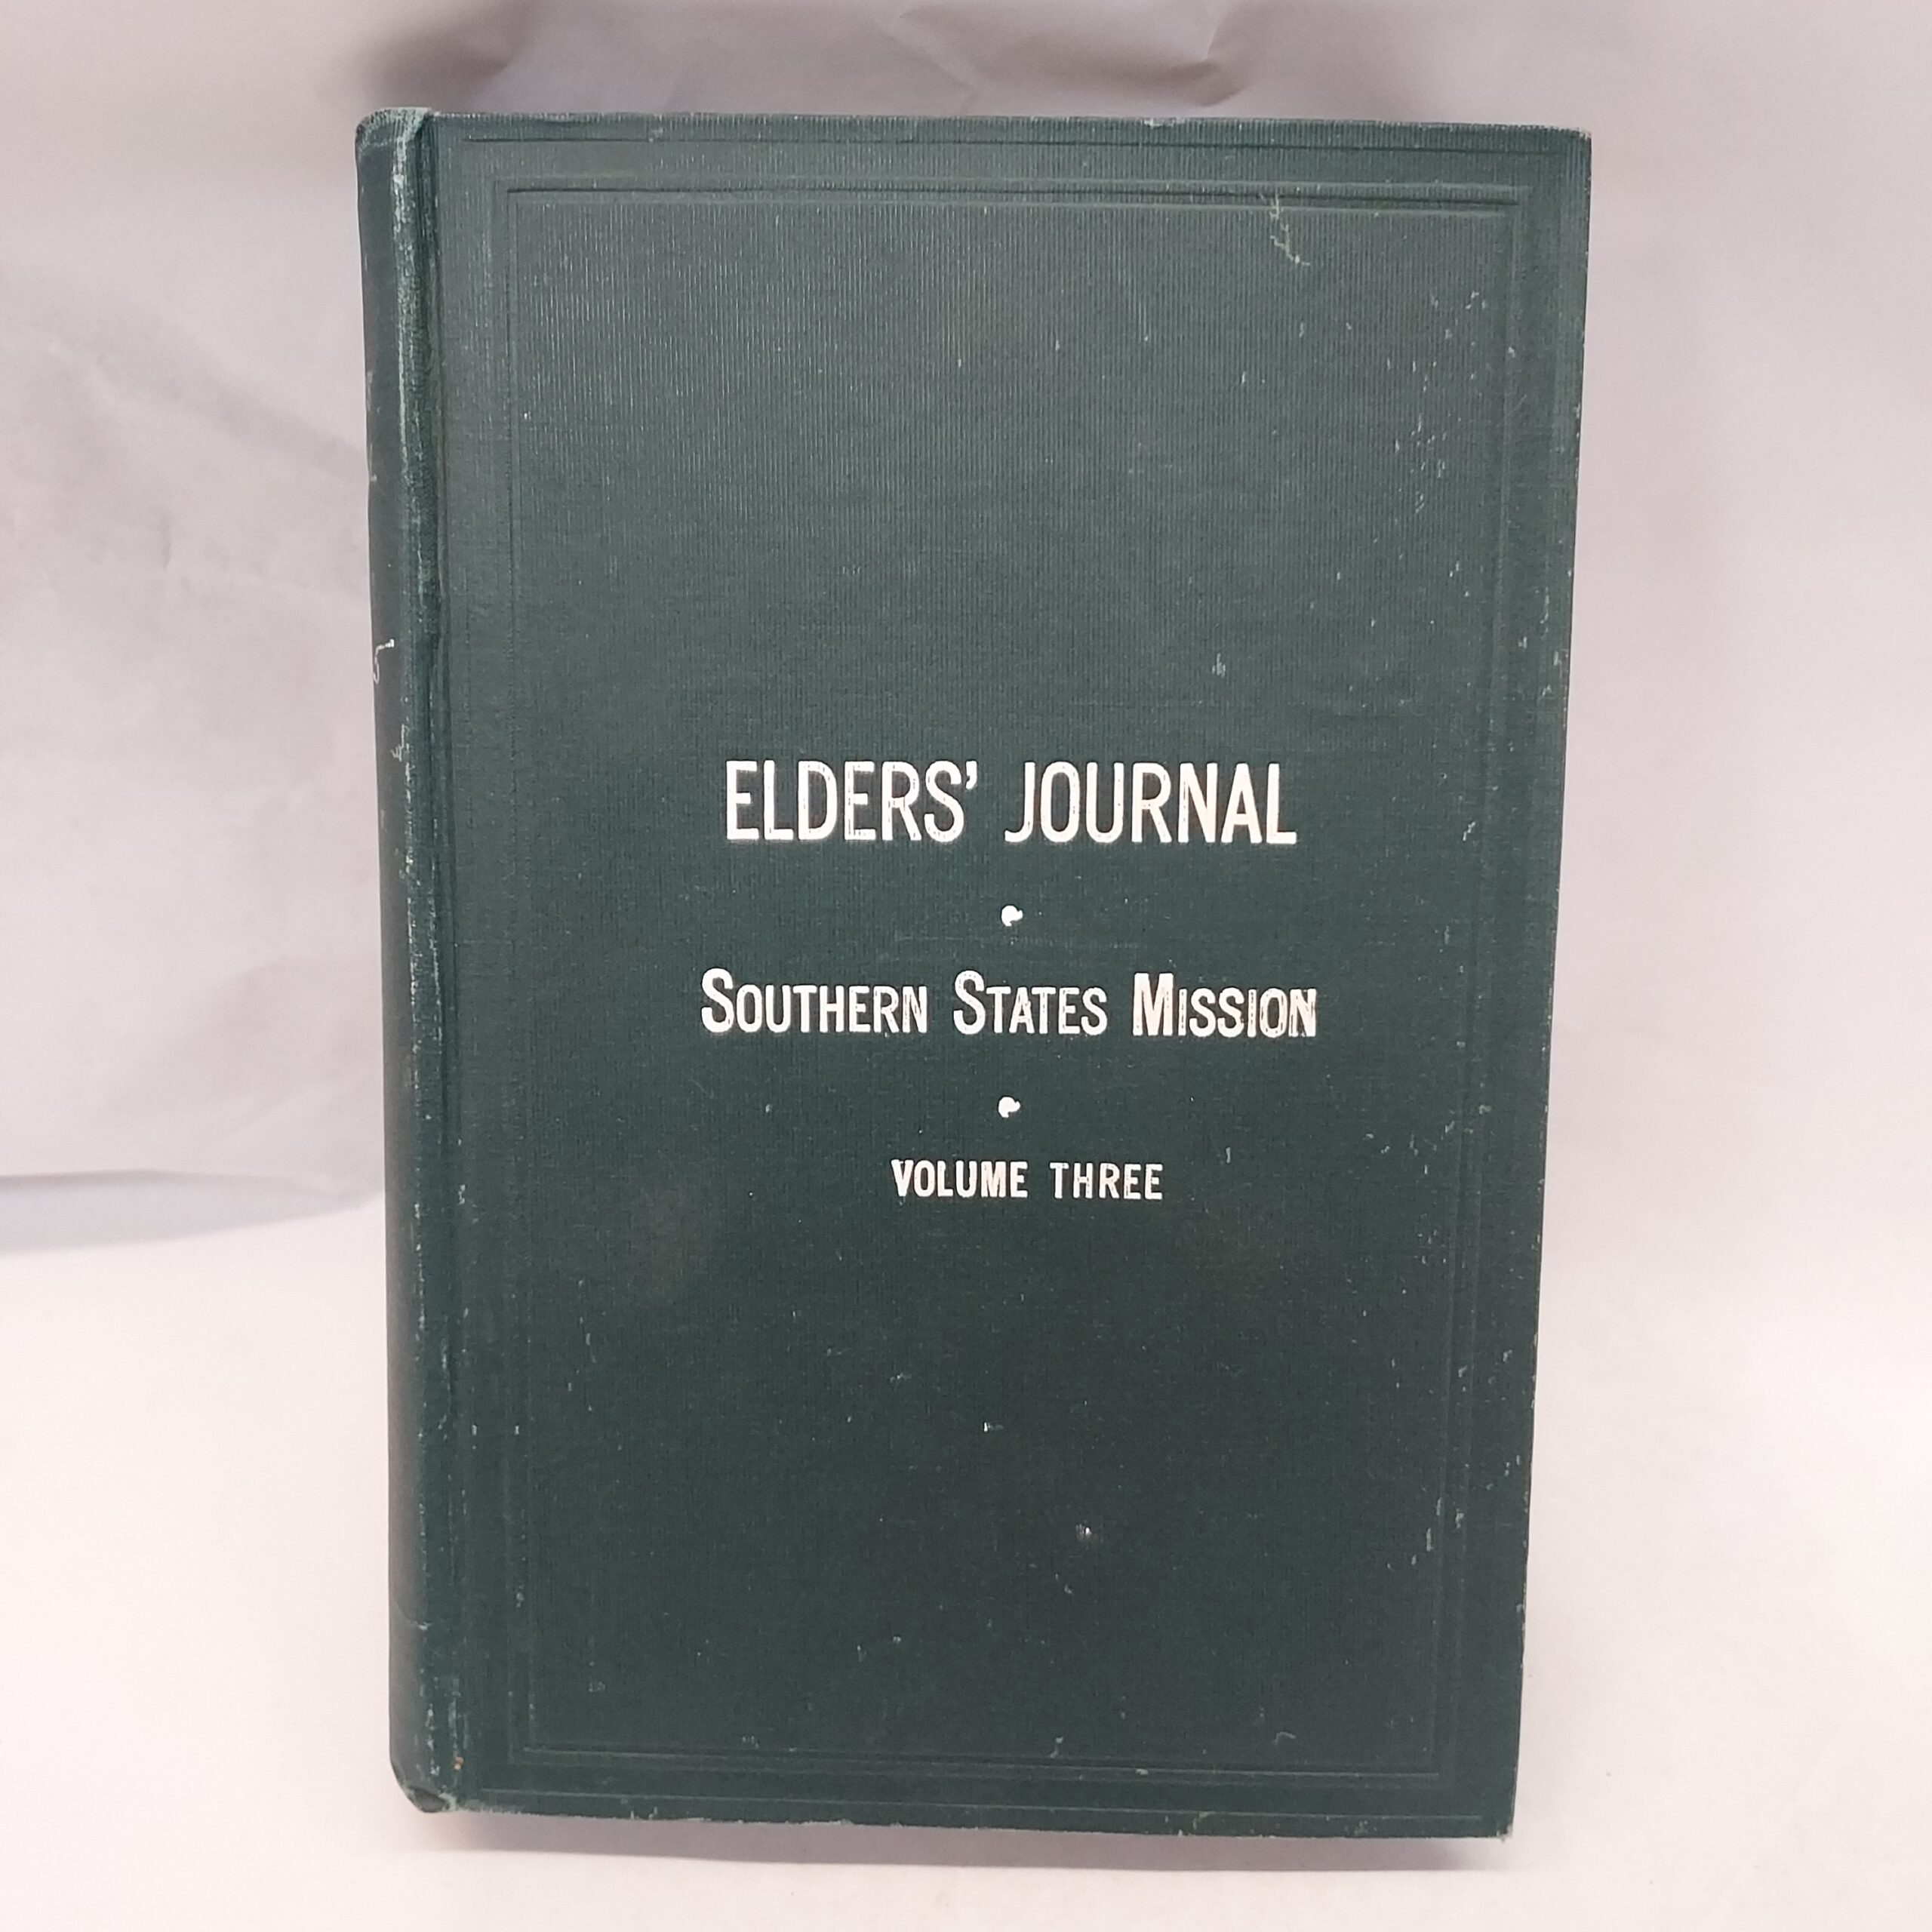 ELDERS' JOURNAL
SOUTHERN STATES MISSION
VOLUME THREE